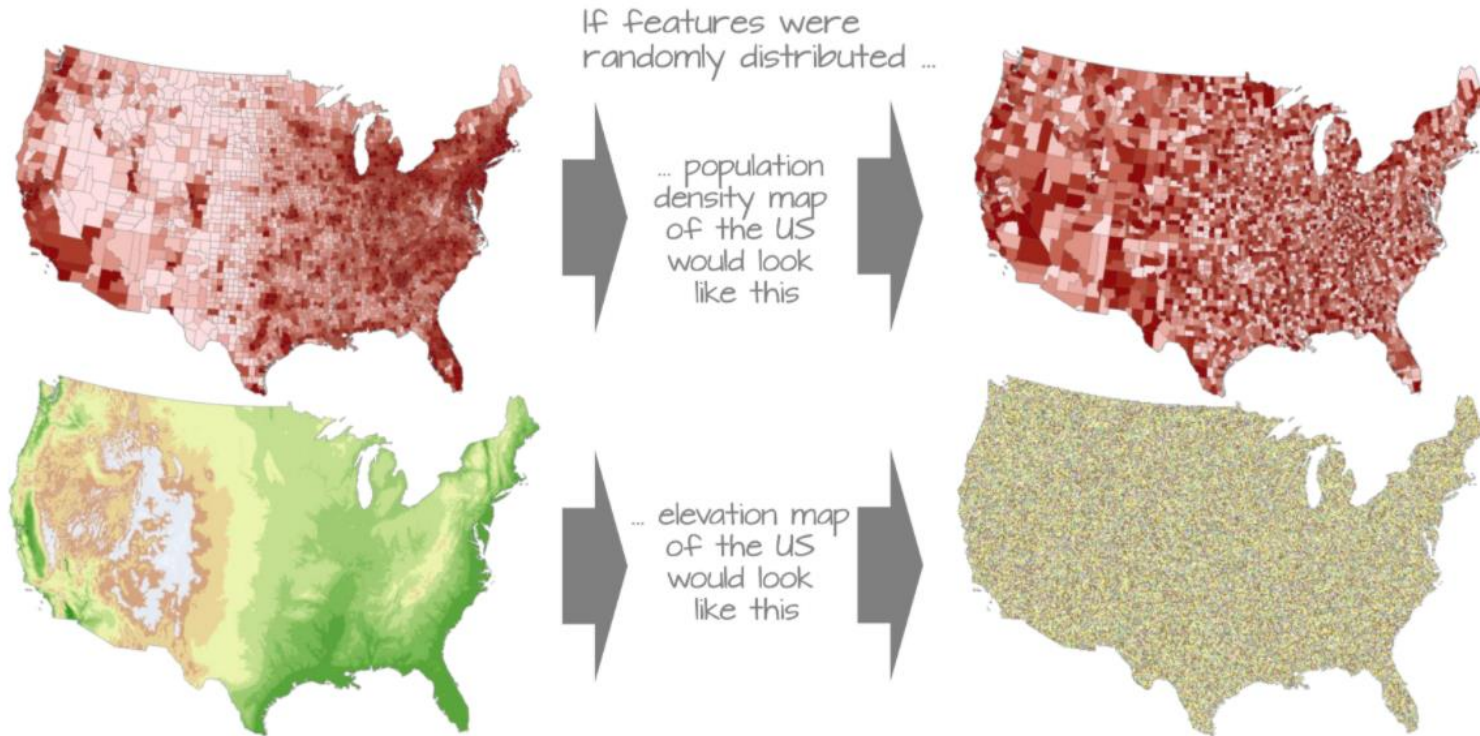 If features were
randomly distributed ...
... population
density map
of the US
would look
like this
... elevation map
of the US
would look
like this